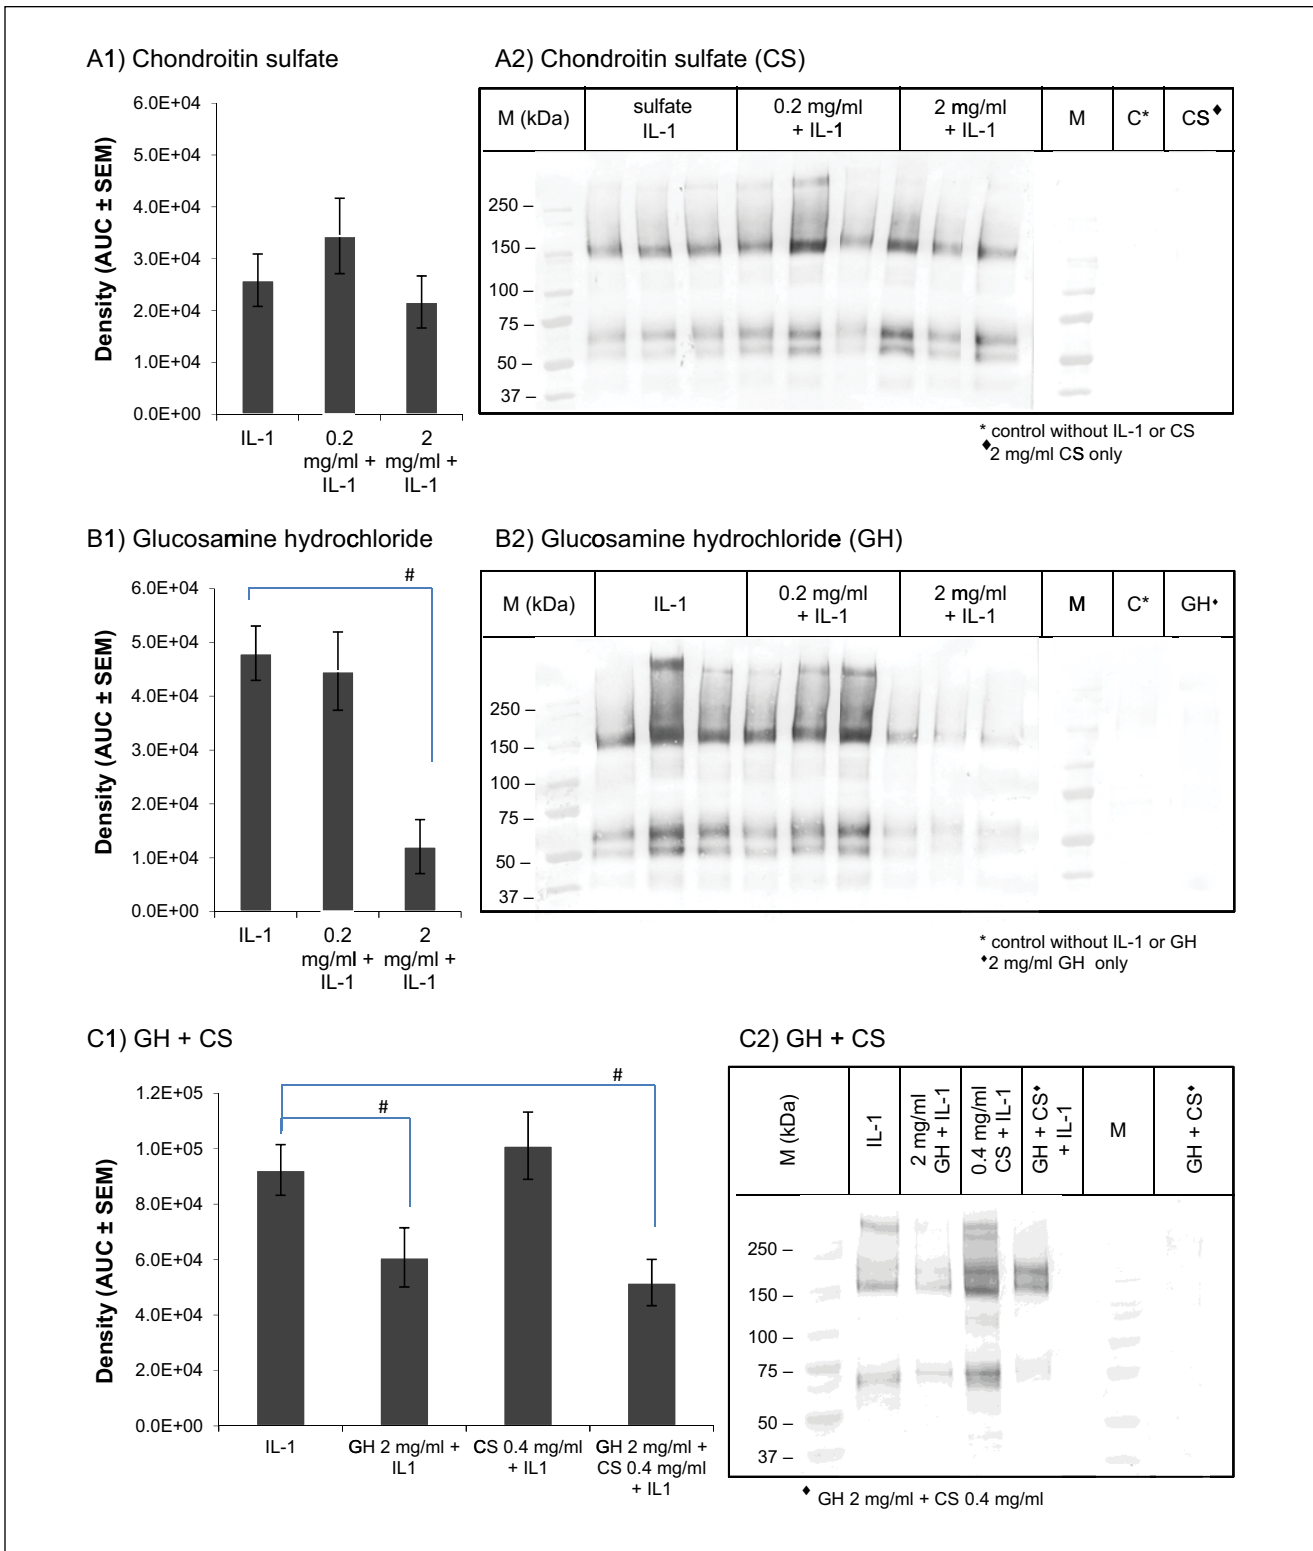 A1) Chondroitin sulfate
Density (AUC ± SEM)
6.0E+04
5.0E+04
4.0E+04
3.0E+04
2.0E+04
1.0E+04
0.0E+00
IL-1
0.2
mg/ml +
IL-1
2
mg/ml +
IL-1
A2) Chondroitin sulfate (CS)
M (kDa)
sulfate
IL-1
0.2 mg/ml
+ IL-1
2 mg/ml
+ IL-1
M
C*
CS♦
250 –
150 –
100 –
75 –
50 –
37 –
* control without IL-1 or CS
♦2 mg/ml CS only
B1) Glucosamine hydrochloride
Density (AUC ± SEM)
#
6.0E+04
5.0E+04
4.0E+04
3.0E+04
2.0E+04
1.0E+04
0.0E+00
IL-1
0.2
mg/ml +
IL-1
2
mg/ml +
IL-1
B2) Glucosamine hydrochloride (GH)
M (kDa)
IL-1
0.2 mg/ml
+ IL-1
2 mg/ml
+ IL-1
M
C*
GH♦
250 –
150 –
100 –
75 –
50 –
37 –
* control without IL-1 or GH
♦2 mg/ml GH only
C1) GH + CS
Density (AUC ± SEM)
#
#
1.2E+05
1.0E+05
8.0E+04
6.0E+04
4.0E+04
2.0E+04
0.0E+00
IL-1
GH 2 mg/ml +
IL1
CS 0.4 mg/ml
+ IL1
GH 2 mg/ml +
CS 0.4 mg/ml
+ IL1
C2) GH + CS
M (kDa)
IL-1
2 mg/ml
GH + IL-1
0.4 mg/ml
CS + IL-1
GH + CS♦
+ IL-1
M
GH + CS♦
250 –
150 –
100 –
75 –
50 –
37 –
♦ GH 2 mg/ml + CS 0.4 mg/ml